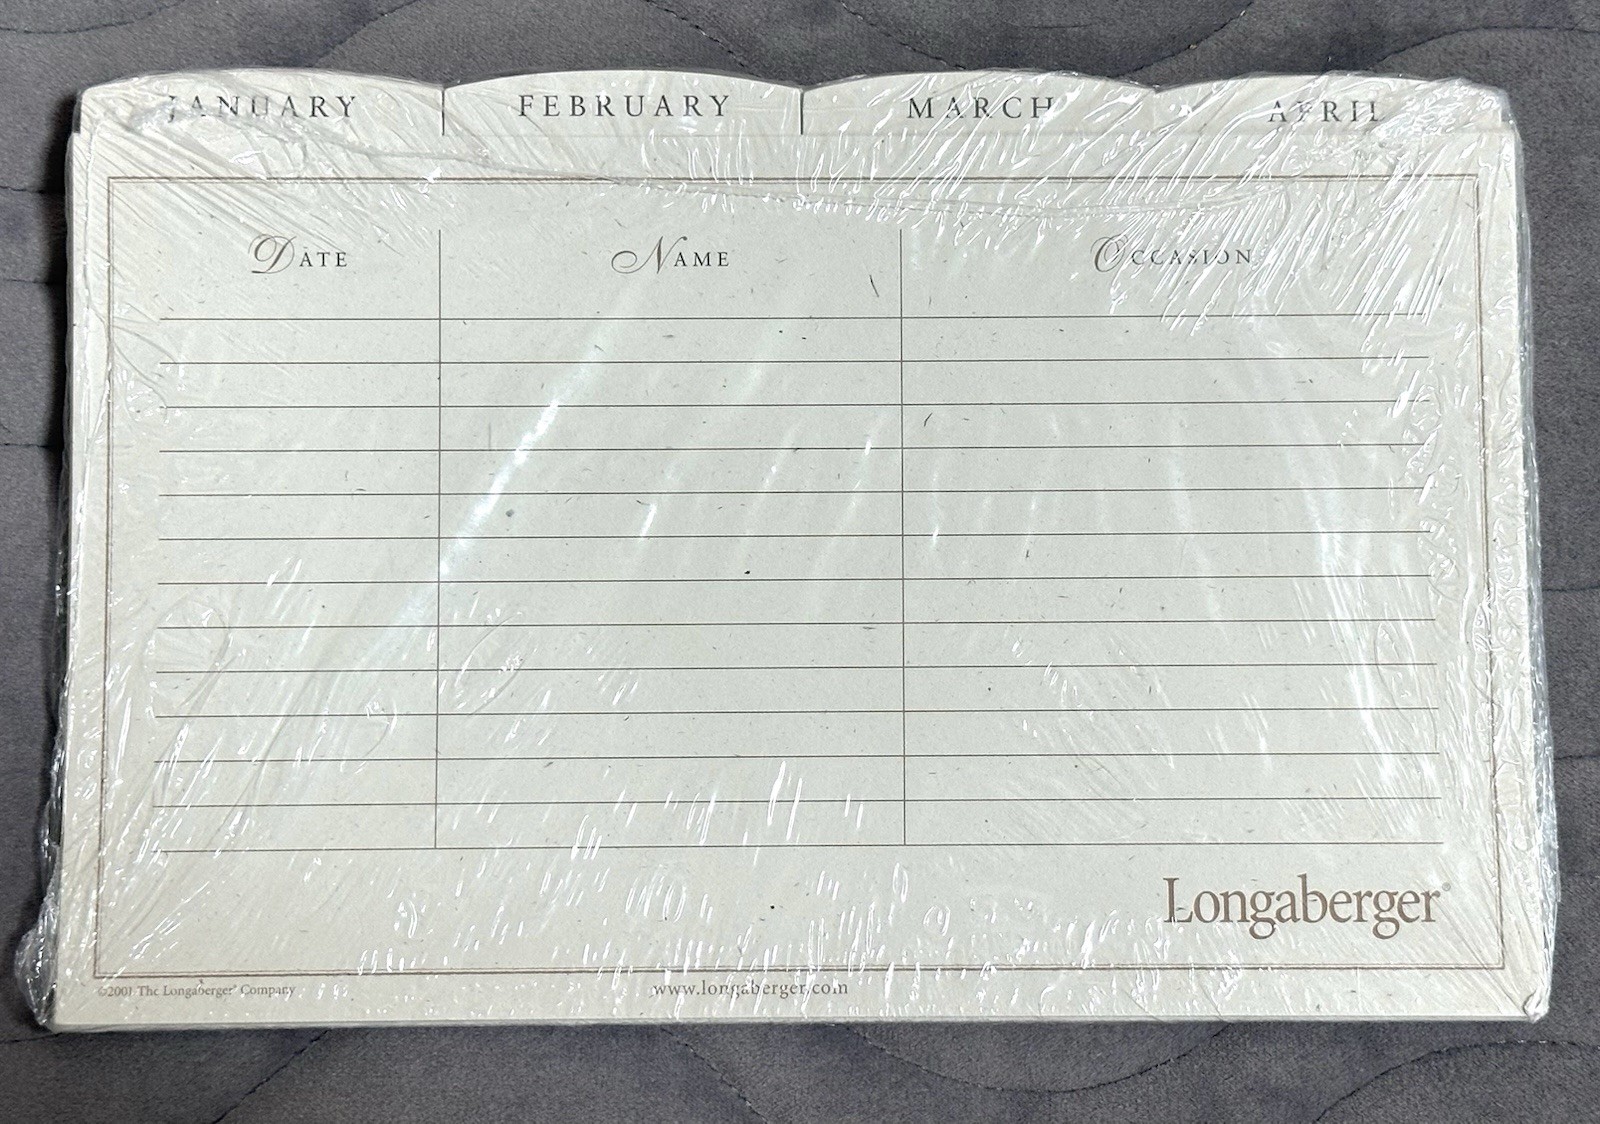 JANUARY FEBRUARY MARCH APRIL
Date Name Occasion
Longaberger®
©2001 The Longaberger® Company www.longaberger.com